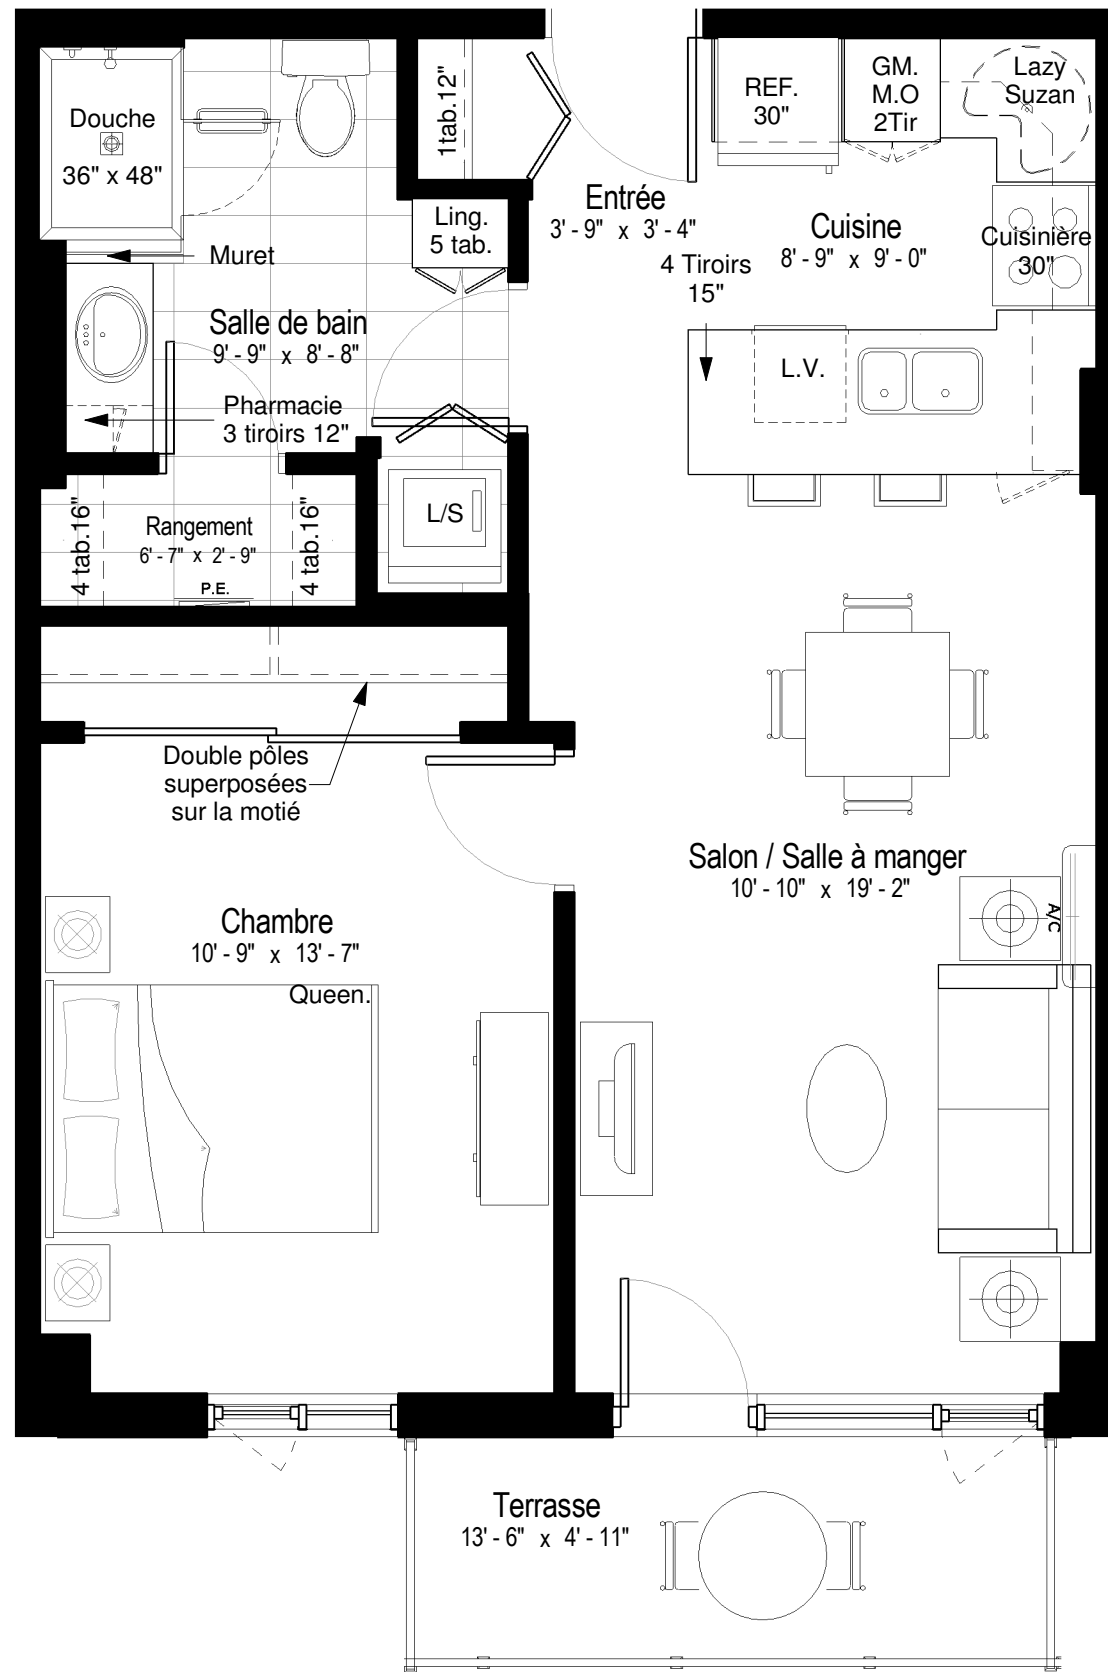 Douche
36" x 48"
1tab.12"
REF.
30"
GM.
M.O
2Tir
Lazy
Suzan
Entrée
3' - 9" x 3' - 4"
Cuisine
8' - 9" x 9' - 0"
Cuisinière
30"
Ling.
5 tab.
Muret
4 Tiroirs
15"
Salle de bain
9' - 9" x 8' - 8"
L.V.
Pharmacie
3 tiroirs 12"
4 tab.16"
Rangement
6' - 7" x 2' - 9"
P.E.
4 tab.16"
L/S
Double pôles
superposées
sur la motié
Salon / Salle à manger
10' - 10" x 19' - 2"
A/C
Chambre
10' - 9" x 13' - 7"
Queen.
Terrasse
13' - 6" x 4' - 11"